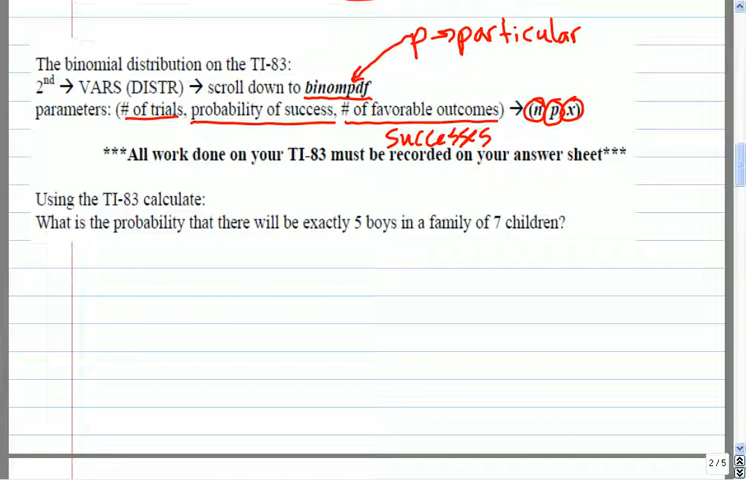 p → particular
The binomial distribution on the TI-83:
2nd → VARS (DISTR) → scroll down to binompdf
parameters: (# of trials, probability of success, # of favorable outcomes) → (n, p, x)
successes
***All work done on your TI-83 must be recorded on your answer sheet***
Using the TI-83 calculate:
What is the probability that there will be exactly 5 boys in a family of 7 children?
2/5